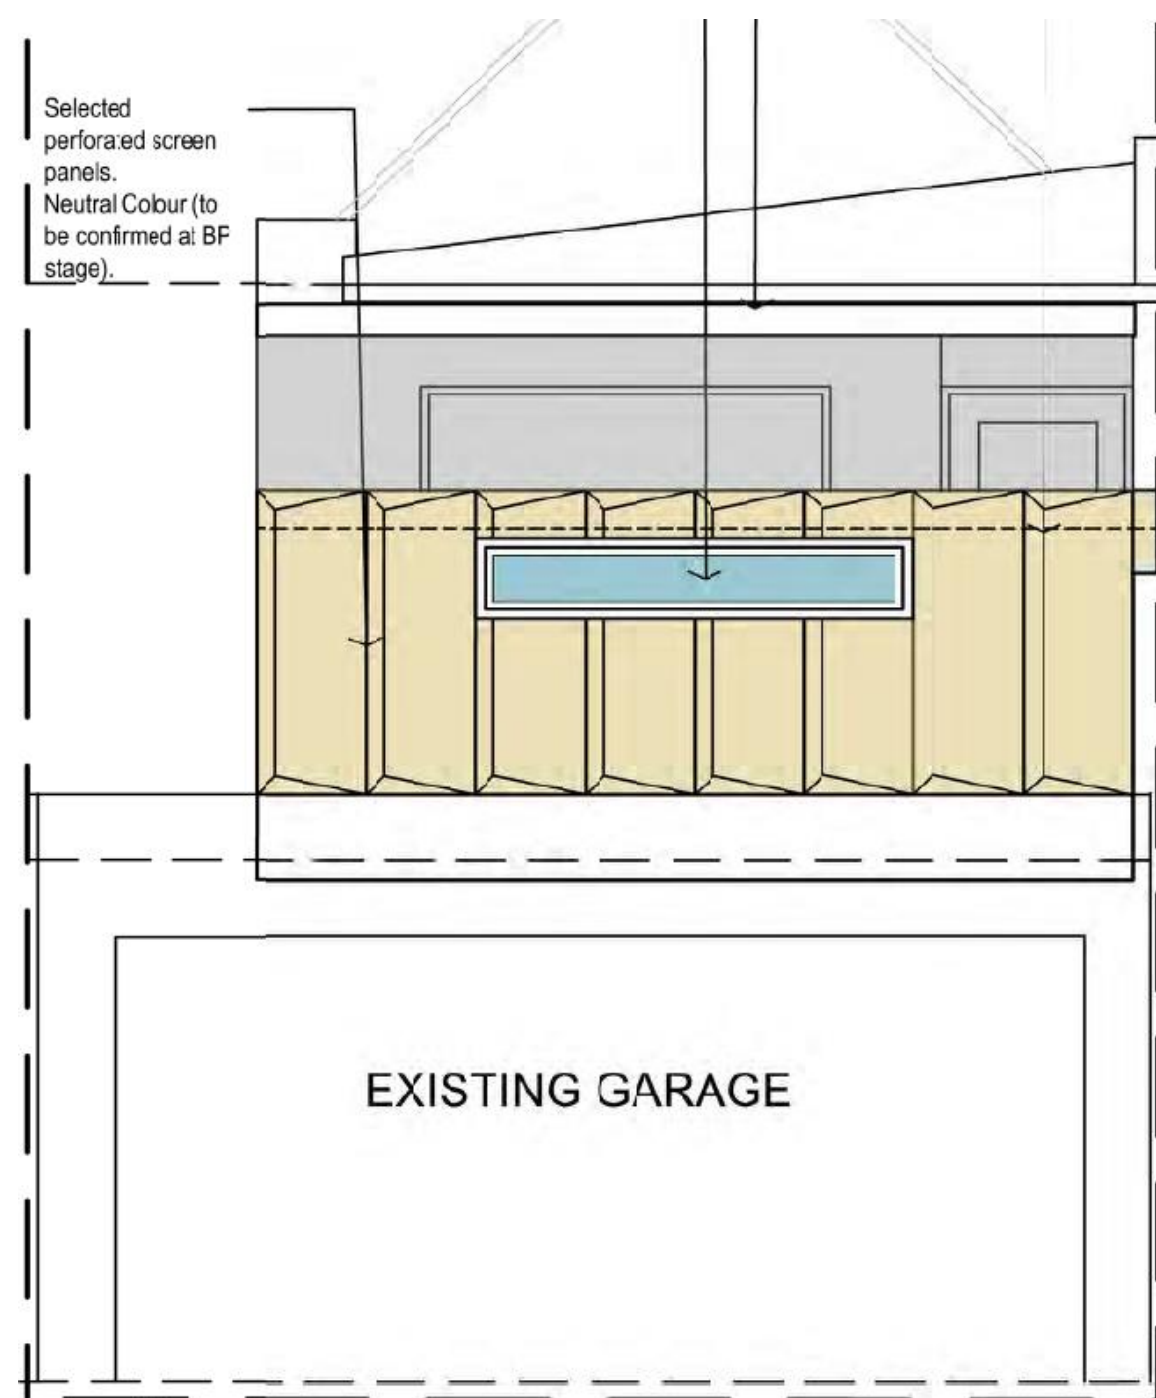 Selected
perforated screen
panels.
Neutral Colour (to
be confirmed at BP
stage).
EXISTING GARAGE